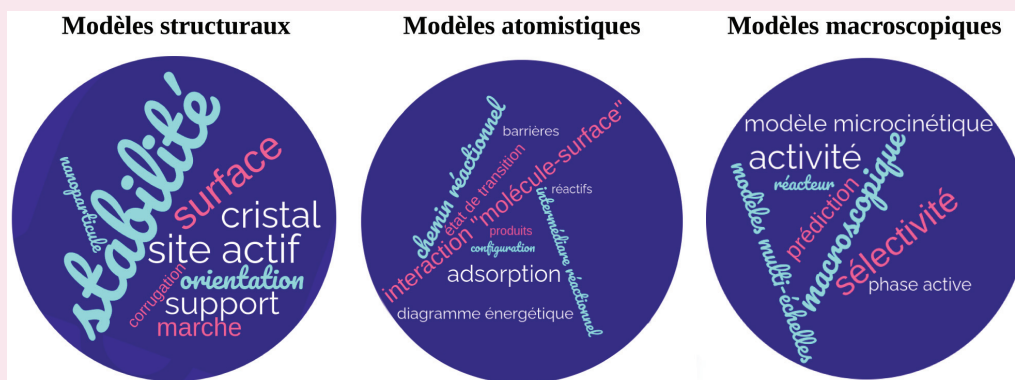 Modèles structuraux
Modèles atomistiques
Modèles macroscopiques
stabilité
nanoparticule
surface
cristal
site actif
orientation
corrugation
support
marche
barrières
chemin réactionnel
état de transition
interaction "molécule-surface"
réactifs
intermédiare réactionnel
produits
configuration
adsorption
diagramme énergétique
modèle microcinétique
activité
réacteur
modèles multi-échelles
prédiction
macroscopique
sélectivité
phase active